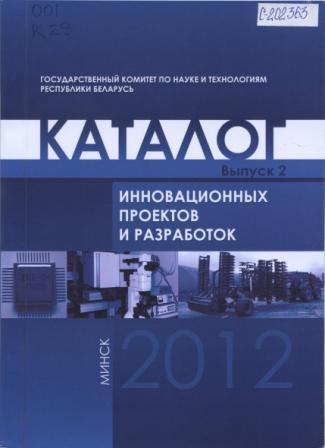 001
К 29
С-202363
ГОСУДАРСТВЕННЫЙ КОМИТЕТ ПО НАУКЕ И ТЕХНОЛОГИЯМ
РЕСПУБЛИКИ БЕЛАРУСЬ
КАТАЛОГ
Выпуск 2
ИННОВАЦИОННЫХ
ПРОЕКТОВ
И РАЗРАБОТОК
МИНСК
2012